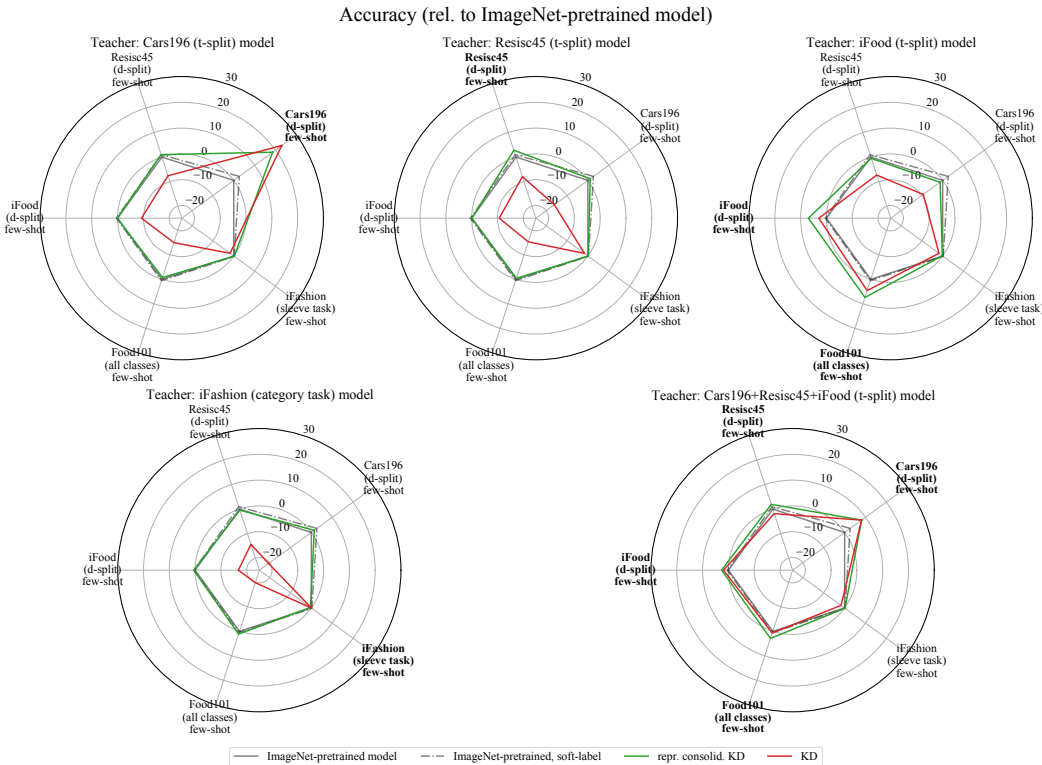 Accuracy (rel. to ImageNet-pretrained model)
Teacher: Cars196 (t-split) model
Resisc45
(d-split)
few-shot
30
20
10
0
−10
−20
Cars196
(d-split)
few-shot
iFood
(d-split)
few-shot
iFashion
(sleeve task)
few-shot
Food101
(all classes)
few-shot
Teacher: Resisc45 (t-split) model
Resisc45
(d-split)
few-shot
30
20
10
0
−10
−20
Cars196
(d-split)
few-shot
iFood
(d-split)
few-shot
iFashion
(sleeve task)
few-shot
Food101
(all classes)
few-shot
Teacher: iFood (t-split) model
Resisc45
(d-split)
few-shot
30
20
10
0
−10
−20
Cars196
(d-split)
few-shot
iFood
(d-split)
few-shot
iFashion
(sleeve task)
few-shot
Food101
(all classes)
few-shot
Teacher: iFashion (category task) model
Resisc45
(d-split)
few-shot
30
20
10
0
−10
−20
Cars196
(d-split)
few-shot
iFood
(d-split)
few-shot
iFashion
(sleeve task)
few-shot
Food101
(all classes)
few-shot
Teacher: Cars196+Resisc45+iFood (t-split) model
Resisc45
(d-split)
few-shot
30
20
10
0
−10
−20
Cars196
(d-split)
few-shot
iFood
(d-split)
few-shot
iFashion
(sleeve task)
few-shot
Food101
(all classes)
few-shot
ImageNet-pretrained model
ImageNet-pretrained, soft-label
repr. consolid. KD
KD